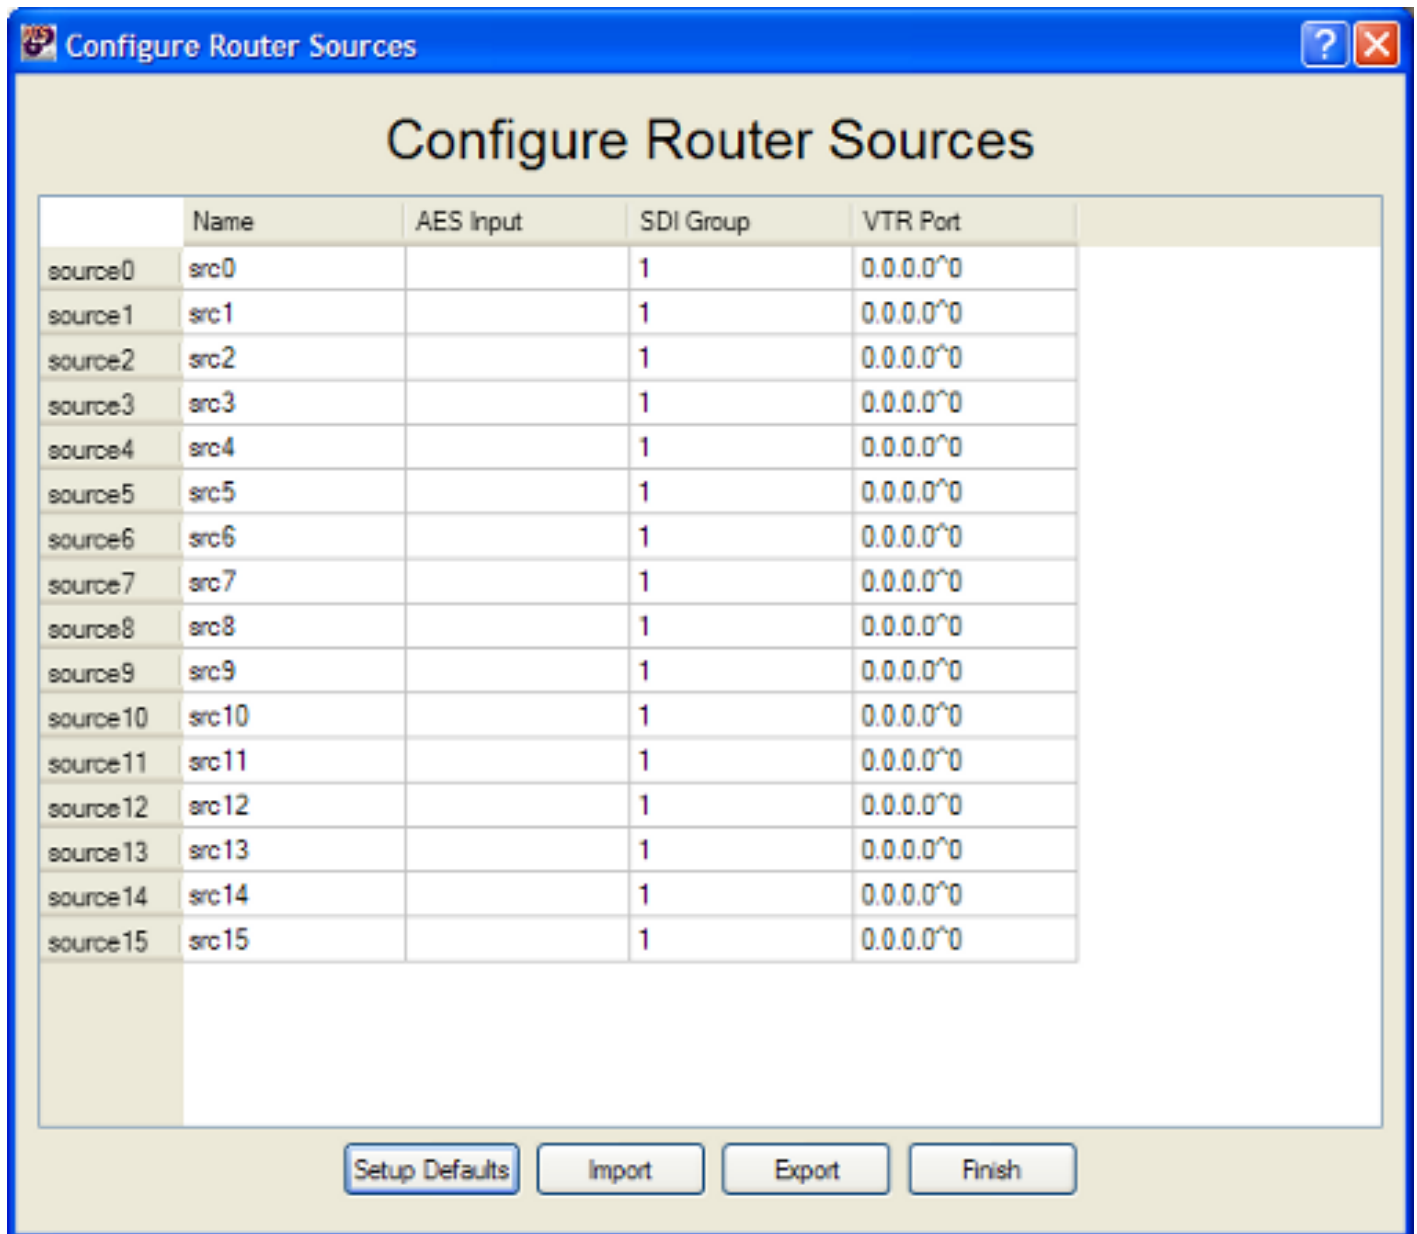 Configure Router Sources
Configure Router Sources
Name AES Input SDI Group VTR Port
source0 src0 1 0.0.0.0^0
source1 src1 1 0.0.0.0^0
source2 src2 1 0.0.0.0^0
source3 src3 1 0.0.0.0^0
source4 src4 1 0.0.0.0^0
source5 src5 1 0.0.0.0^0
source6 src6 1 0.0.0.0^0
source7 src7 1 0.0.0.0^0
source8 src8 1 0.0.0.0^0
source9 src9 1 0.0.0.0^0
source10 src10 1 0.0.0.0^0
source11 src11 1 0.0.0.0^0
source12 src12 1 0.0.0.0^0
source13 src13 1 0.0.0.0^0
source14 src14 1 0.0.0.0^0
source15 src15 1 0.0.0.0^0
Setup Defaults Import Export Finish